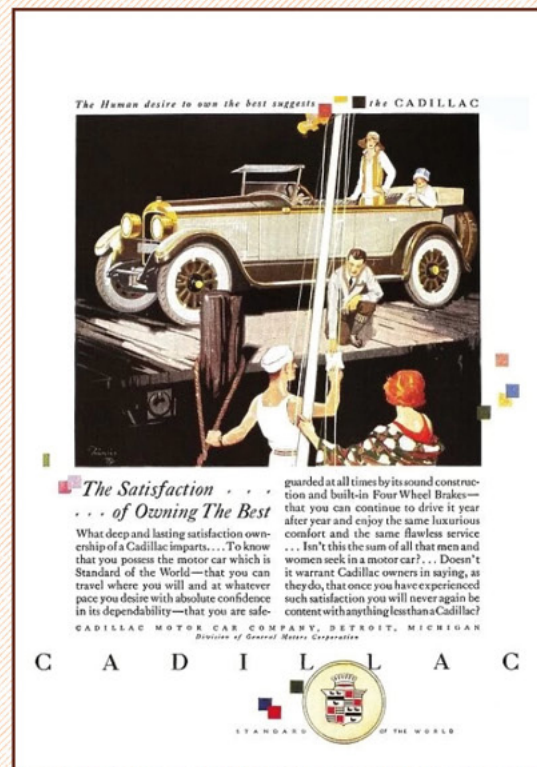 The Human desire to own the best suggests the CADILLAC
The Satisfaction . . .
. . . of Owning The Best
What deep and lasting satisfaction own-
ership of a Cadillac imparts.... To know
that you possess the motor car which is
Standard of the World—that you can
travel where you will and at whatever
pace you desire with absolute confidence
in its dependability—that you are safe-
guarded at all times by its sound construc-
tion and built-in Four Wheel Brakes—
that you can continue to drive it year
after year and enjoy the same luxurious
comfort and the same flawless service
... Isn't this the sum of all that men and
women seek in a motor car?... Doesn't
it warrant Cadillac owners in saying, as
they do, that once you have experienced
such satisfaction you will never again be
content with anything less than a Cadillac?
CADILLAC MOTOR CAR COMPANY, DETROIT, MICHIGAN
Division of General Motors Corporation
CADILLAC
STANDARD OF THE WORLD